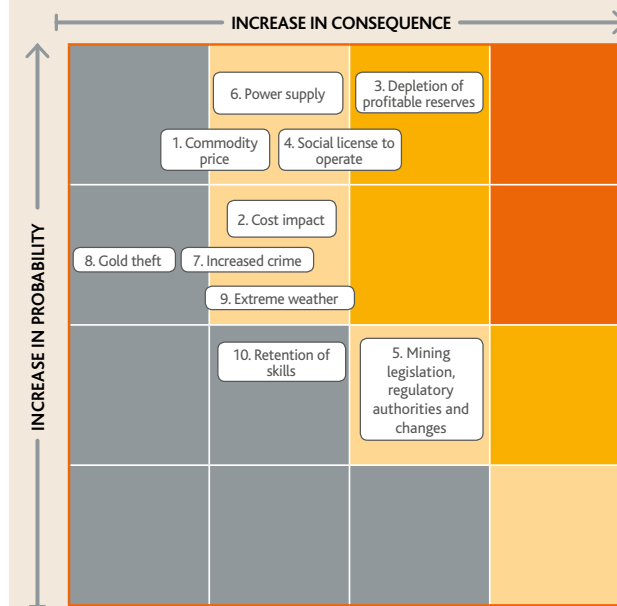 INCREASE IN CONSEQUENCE
INCREASE IN PROBABILITY
6. Power supply
3. Depletion of
profitable reserves
1. Commodity
price
4. Social license to
operate
2. Cost impact
8. Gold theft
7. Increased crime
9. Extreme weather
10. Retention of
skills
5. Mining
legislation,
regulatory
authorities and
changes